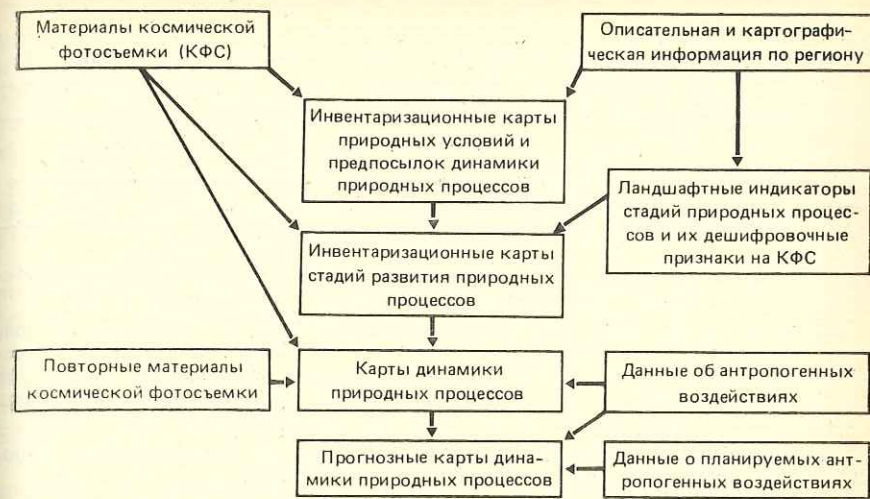 Материалы космической
фотосъемки (КФС)
Описательная и картографи-
ческая информация по региону
Инвентаризационные карты
природных условий и
предпосылок динамики
природных процессов
Ландшафтные индикаторы
стадий природных процес-
сов и их дешифровочные
признаки на КФС
Инвентаризационные карты
стадий развития природных
процессов
Повторные материалы
космической фотосъемки
Карты динамики
природных процессов
Данные об антропогенных
воздействиях
Прогнозные карты дина-
мики природных процессов
Данные о планируемых ант-
ропогенных воздействиях